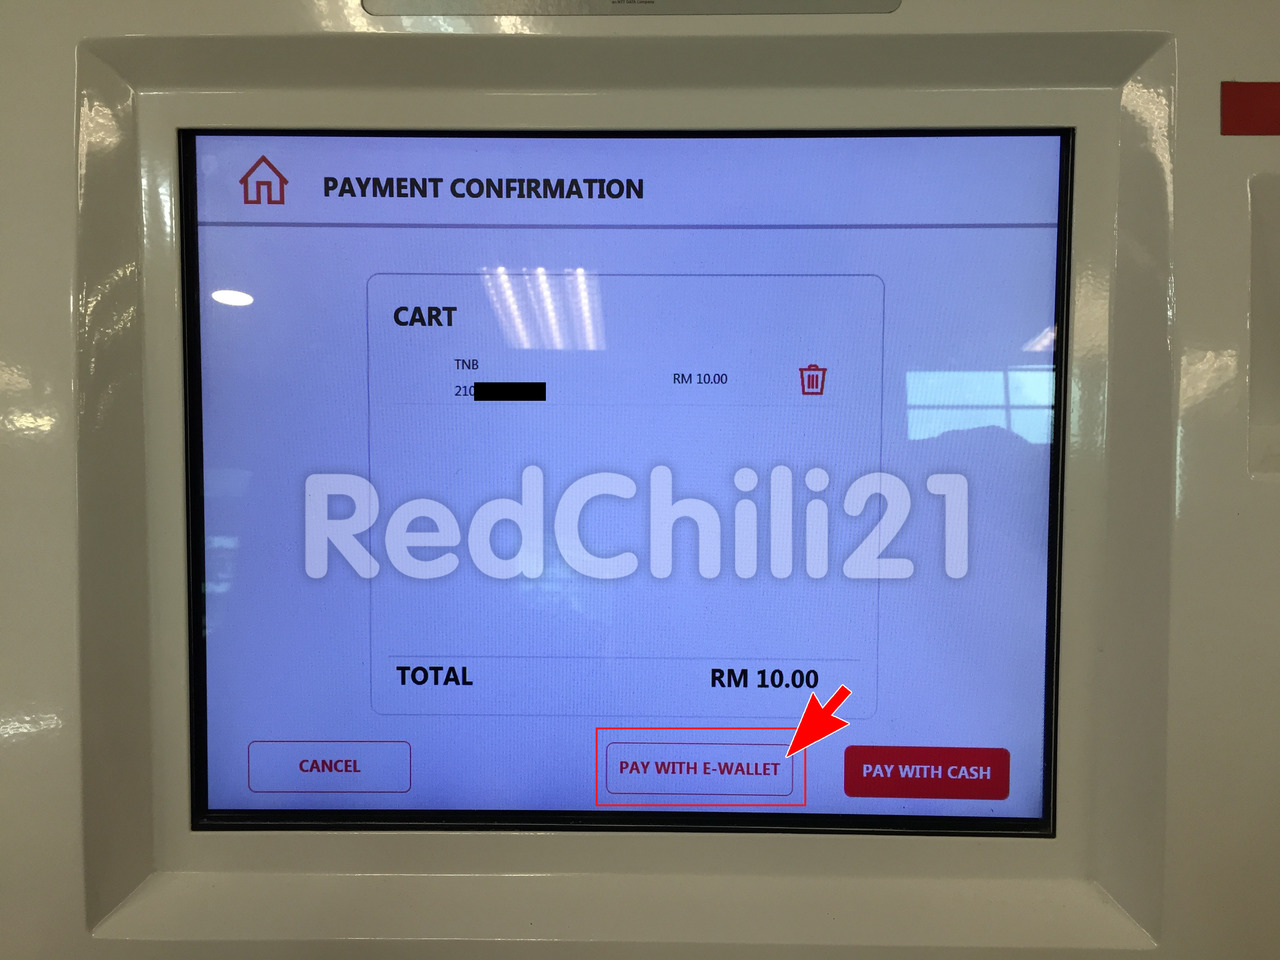 PAYMENT CONFIRMATION
CART
TNB
210
RM 10.00
RedChili21
TOTAL
RM 10.00
CANCEL
PAY WITH E-WALLET
PAY WITH CASH